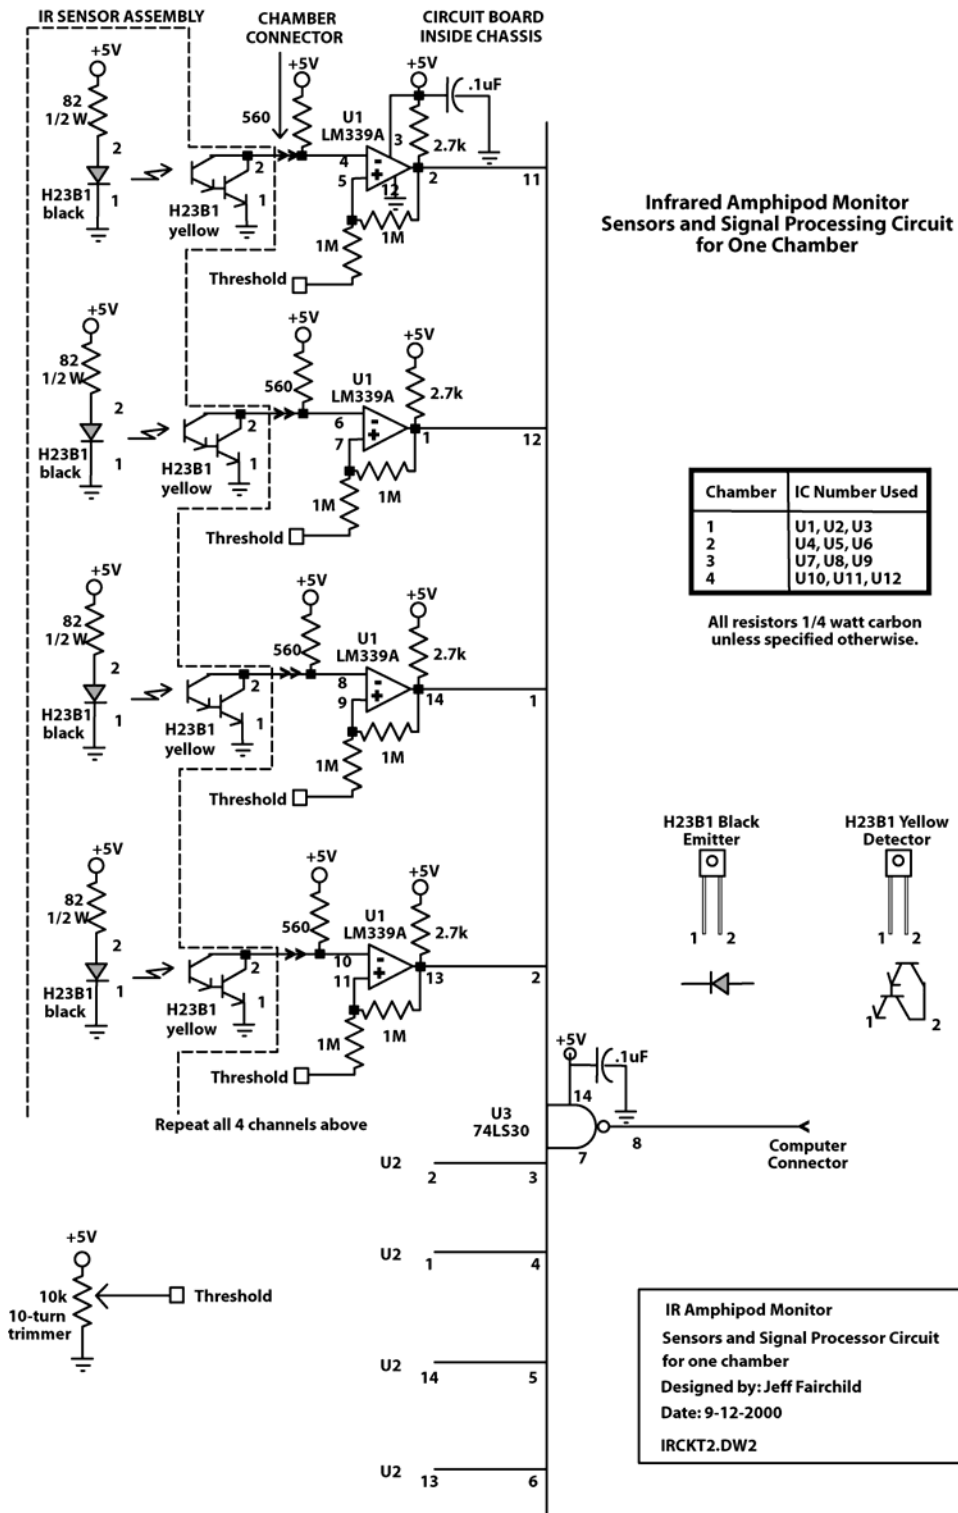 IR SENSOR ASSEMBLY
CHAMBER
CONNECTOR
CIRCUIT BOARD
INSIDE CHASSIS
+5V
82
1/2 W
2
1
H23B1
black
2
1
H23B1
yellow
560
+5V
U1
LM339A
4
5
3
12
+5V
.1uF
2.7k
2
11
1M
1M
Threshold
Infrared Amphipod Monitor
Sensors and Signal Processing Circuit
for One Chamber
+5V
82
1/2 W
2
1
H23B1
black
2
1
H23B1
yellow
+5V
560
U1
LM339A
6
7
+5V
2.7k
1
12
1M
1M
Threshold
Chamber IC Number Used
1 U1, U2, U3
2 U4, U5, U6
3 U7, U8, U9
4 U10, U11, U12
All resistors 1/4 watt carbon
unless specified otherwise.
+5V
82
1/2 W
2
1
H23B1
black
2
1
H23B1
yellow
+5V
560
U1
LM339A
8
9
+5V
2.7k
14
1
1M
1M
Threshold
H23B1 Black
Emitter
1 2
H23B1 Yellow
Detector
1 2
1 2
+5V
82
1/2 W
2
1
H23B1
black
2
1
H23B1
yellow
+5V
560
U1
LM339A
10
11
+5V
2.7k
13
2
1M
1M
Threshold
Repeat all 4 channels above
+5V
.1uF
14
U3
74LS30
7
8
Computer
Connector
U2 2 3
U2 1 4
U2 14 5
U2 13 6
+5V
10k
10-turn
trimmer
Threshold
IR Amphipod Monitor
Sensors and Signal Processor Circuit
for one chamber
Designed by: Jeff Fairchild
Date: 9-12-2000
IRCKT2.DW2